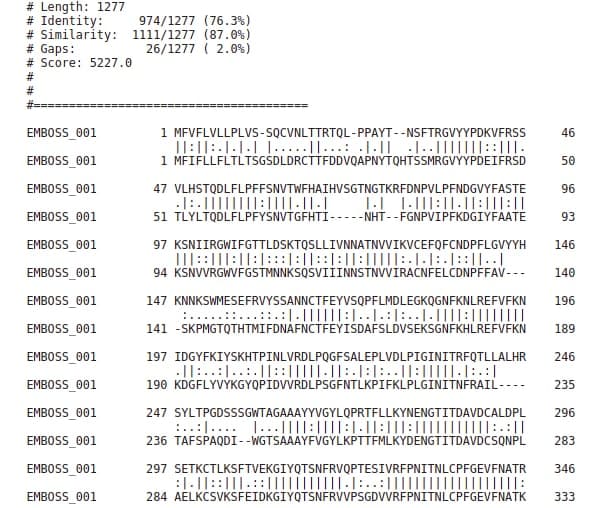 # Length: 1277
# Identity:     974/1277 (76.3%)
# Similarity:  1111/1277 (87.0%)
# Gaps:          26/1277 ( 2.0%)
# Score: 5227.0
#
#
#=======================================
EMBOSS_001         1 MFVFLVLLPLVS-SQCVNLTTRTQL-PPAYT--NSFTRGVYYPDKVFRSS     46
                     ||:||:.|.|.| |.....||...: .|.||  .|..|||||||::|||.
EMBOSS_001         1 MFIFLLFLTLTSGSDLDRCTTFDDVQAPNYTQHTSSMRGVYYPDEIFRSD     50
EMBOSS_001        47 VLHSTQDLFLPFFSNVTWFHAIHVSGTNGTKRFDNPVLPFNDGVYFASTE     96
                     .|:.||||||||:||||.||.|     |.|  |.|||:||.||:|||:||
EMBOSS_001        51 TLYLTQDLFLPFYSNVTGFHTI-----NHT--FGNPVIPFKDGIYFAATE     93
EMBOSS_001        97 KSNIIRGWIFGTTLDSKTQSLLIVNNATNVVIKVCEFQFCNDPFLGVYYH    146
                     |||::|||:||:|:::|:||::|:||:|||||:.|.|:.|::||..|
EMBOSS_001        94 KSNVVRGWVFGSTMNNKSQSVIIINNSTNVVIRACNFELCDNPFFAV---    140
EMBOSS_001       147 KNNKSWMESEFRVYSSANNCTFEYVSQPFLMDLEGKQGNFKNLREFVFKN    196
                      :.....::...::.:|.||||||:|..|.:|:..|.||||:||||||||
EMBOSS_001       141 -SKPMGTQTHTMIFDNAFNCTFEYISDAFSLDVSEKSGNFKHLREFVFKN    189
EMBOSS_001       197 IDGYFKIYSKHTPINLVRDLPQGFSALEPLVDLPIGINITRFQTLLALHR    246
                     .||:..:|..:.||::|||||.||:.|:|:..||:|||||.|:.:|
EMBOSS_001       190 KDGFLYVYKGYQPIDVVRDLPSGFNTLKPIFKLPLGINITNFRAIL----    235
EMBOSS_001       247 SYLTPGDSSSGWTAGAAAYYVGYLQPRTFLLKYNENGTITDAVDCALDPL    296
                     :..:|....  |...||||:||||:|.||:|||:|||||||||||:.:||
EMBOSS_001       236 TAFSPAQDI--WGTSAAAYFVGYLKPTTFMLKYDENGTITDAVDCSQNPL    283
EMBOSS_001       297 SETKCTLKSFTVEKGIYQTSNFRVQPTESIVRFPNITNLCPFGEVFNATR    346
                     :|.||::|||.::|||||||||||.|:..:|||||||||||||||||||:
EMBOSS_001       284 AELKCSVKSFEIDKGIYQTSNFRVVPSGDVVRFPNITNLCPFGEVFNATK    333